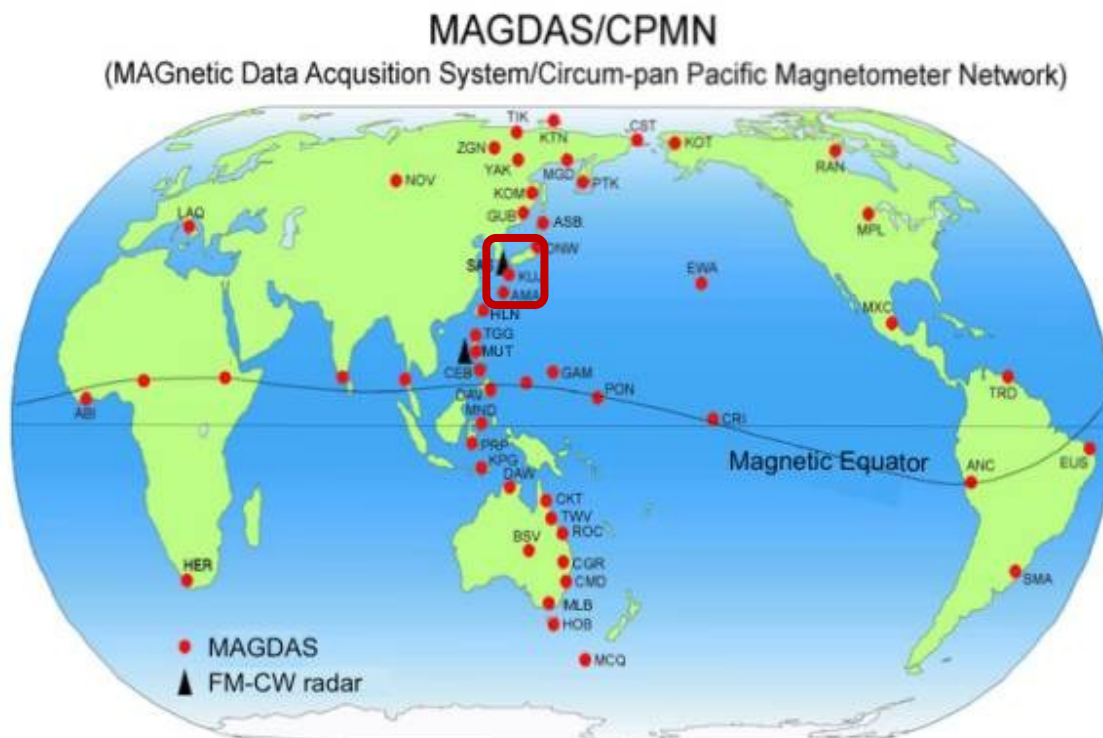 MAGDAS/CPMN
(MAGnetic Data Acqusition System/Circum-pan Pacific Magnetometer Network)
TIK
KTN
CST
KOT
RAN
ZGN
YAK
MGD
PTK
NOV
KOM
LAQ
GUB
ASB
MPL
ONW
EWA
AMA
HLN
MXC
TGG
MUT
CEB
GAM
DAV
PON
TRD
ABI
MND
CRI
PRP
Magnetic Equator
ANC
EUS
KPG
DAW
CKT
TWV
ROC
BSV
CGR
HER
CMD
SMA
MLB
HOB
MAGDAS
MCQ
FM-CW radar